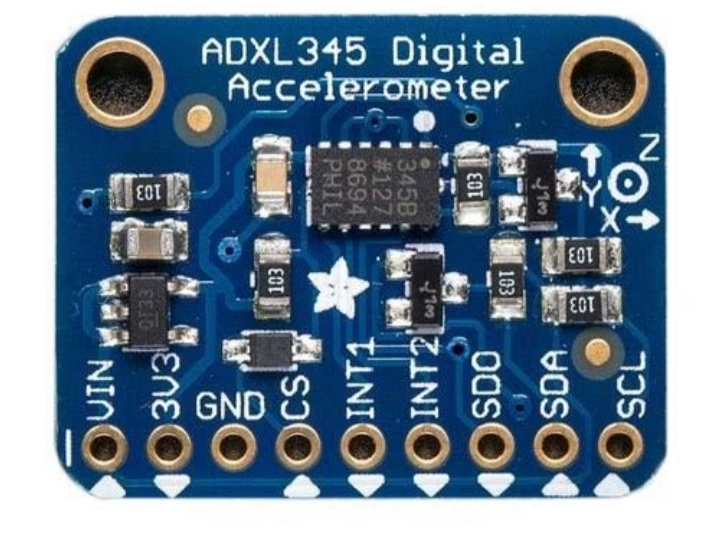 ADXL345 Digital
Accelerometer
345B
#127
8694
PHIL
103
103
103
103
103
103
Z
Y
X
VIN
3V3
GND
CS
INT1
INT2
SDO
SDA
SCL